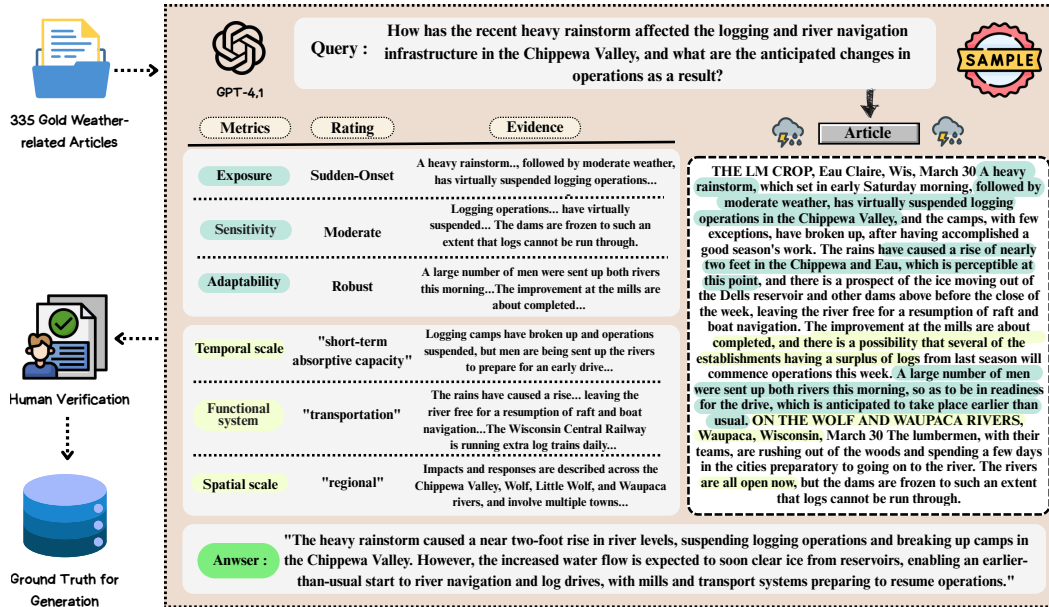 335 Gold Weather-
related Articles
Human Verification
Ground Truth for
Generation
GPT-4.1
Query :
How has the recent heavy rainstorm affected the logging and river navigation
infrastructure in the Chippewa Valley, and what are the anticipated changes in
operations as a result?
SAMPLE
Metrics
Rating
Evidence
Article
Exposure
Sudden-Onset
A heavy rainstorm..., followed by moderate weather,
has virtually suspended logging operations...
Sensitivity
Moderate
Logging operations... have virtually
suspended... The dams are frozen to such an
extent that logs cannot be run through.
Adaptability
Robust
A large number of men were sent up both rivers
this morning...The improvement at the mills are
about completed...
Temporal scale
"short-term
absorptive capacity"
Logging camps have broken up and operations
suspended, but men are being sent up the rivers
to prepare for an early drive...
Functional
system
"transportation"
The rains have caused a rise... leaving the
river free for a resumption of raft and boat
navigation...The Wisconsin Central Railway
is running extra log trains daily...
Spatial scale
"regional"
Impacts and responses are described across the
Chippewa Valley, Wolf, Little Wolf, and Waupaca
rivers, and involve multiple towns...
THE LM CROP, Eau Claire, Wis, March 30 A heavy
rainstorm, which set in early Saturday morning, followed
by moderate weather, has virtually suspended logging
operations in the Chippewa Valley, and the camps, with few
exceptions, have broken up, after having accomplished a
good season's work. The rains have caused a rise of nearly
two feet in the Chippewa and Eau, which is perceptible at
this point, and there is a prospect of the ice moving out of
the Dells reservoir and other dams above before the close of
the week, leaving the river free for a resumption of raft and
boat navigation. The improvement at the mills are about
completed, and there is a possibility that several of the
establishments having a surplus of logs from last season will
commence operations this week. A large number of men
were sent up both rivers this morning, so as to be in readiness
for the drive, which is anticipated to take place earlier than
usual. ON THE WOLF AND WAUPACA RIVERS,
Waupaca, Wisconsin, March 30 The lumbermen, with their
teams, are rushing out of the woods and spending a few days
in the cities preparatory to going on to the river. The rivers
are all open now, but the dams are frozen to such an extent
that logs cannot be run through.
Anwser :
"The heavy rainstorm caused a near two-foot rise in river levels, suspending logging operations and breaking up camps in
the Chippewa Valley. However, the increased water flow is expected to soon clear ice from reservoirs, enabling an earlier-
than-usual start to river navigation and log drives, with mills and transport systems preparing to resume operations."